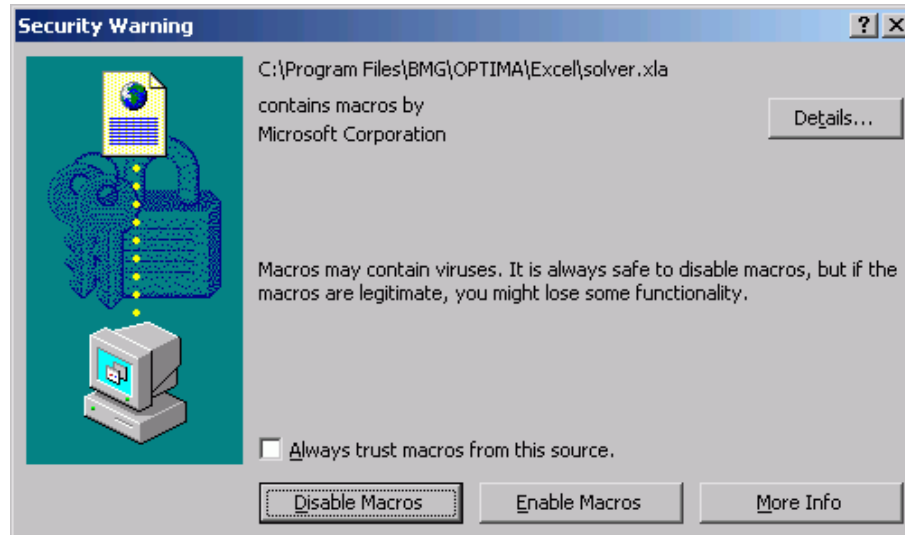 Security Warning
C:\Program Files\BMG\OPTIMA\Excel\solver.xla
contains macros by
Microsoft Corporation
Details...
Macros may contain viruses. It is always safe to disable macros, but if the
macros are legitimate, you might lose some functionality.
Always trust macros from this source.
Disable Macros Enable Macros More Info